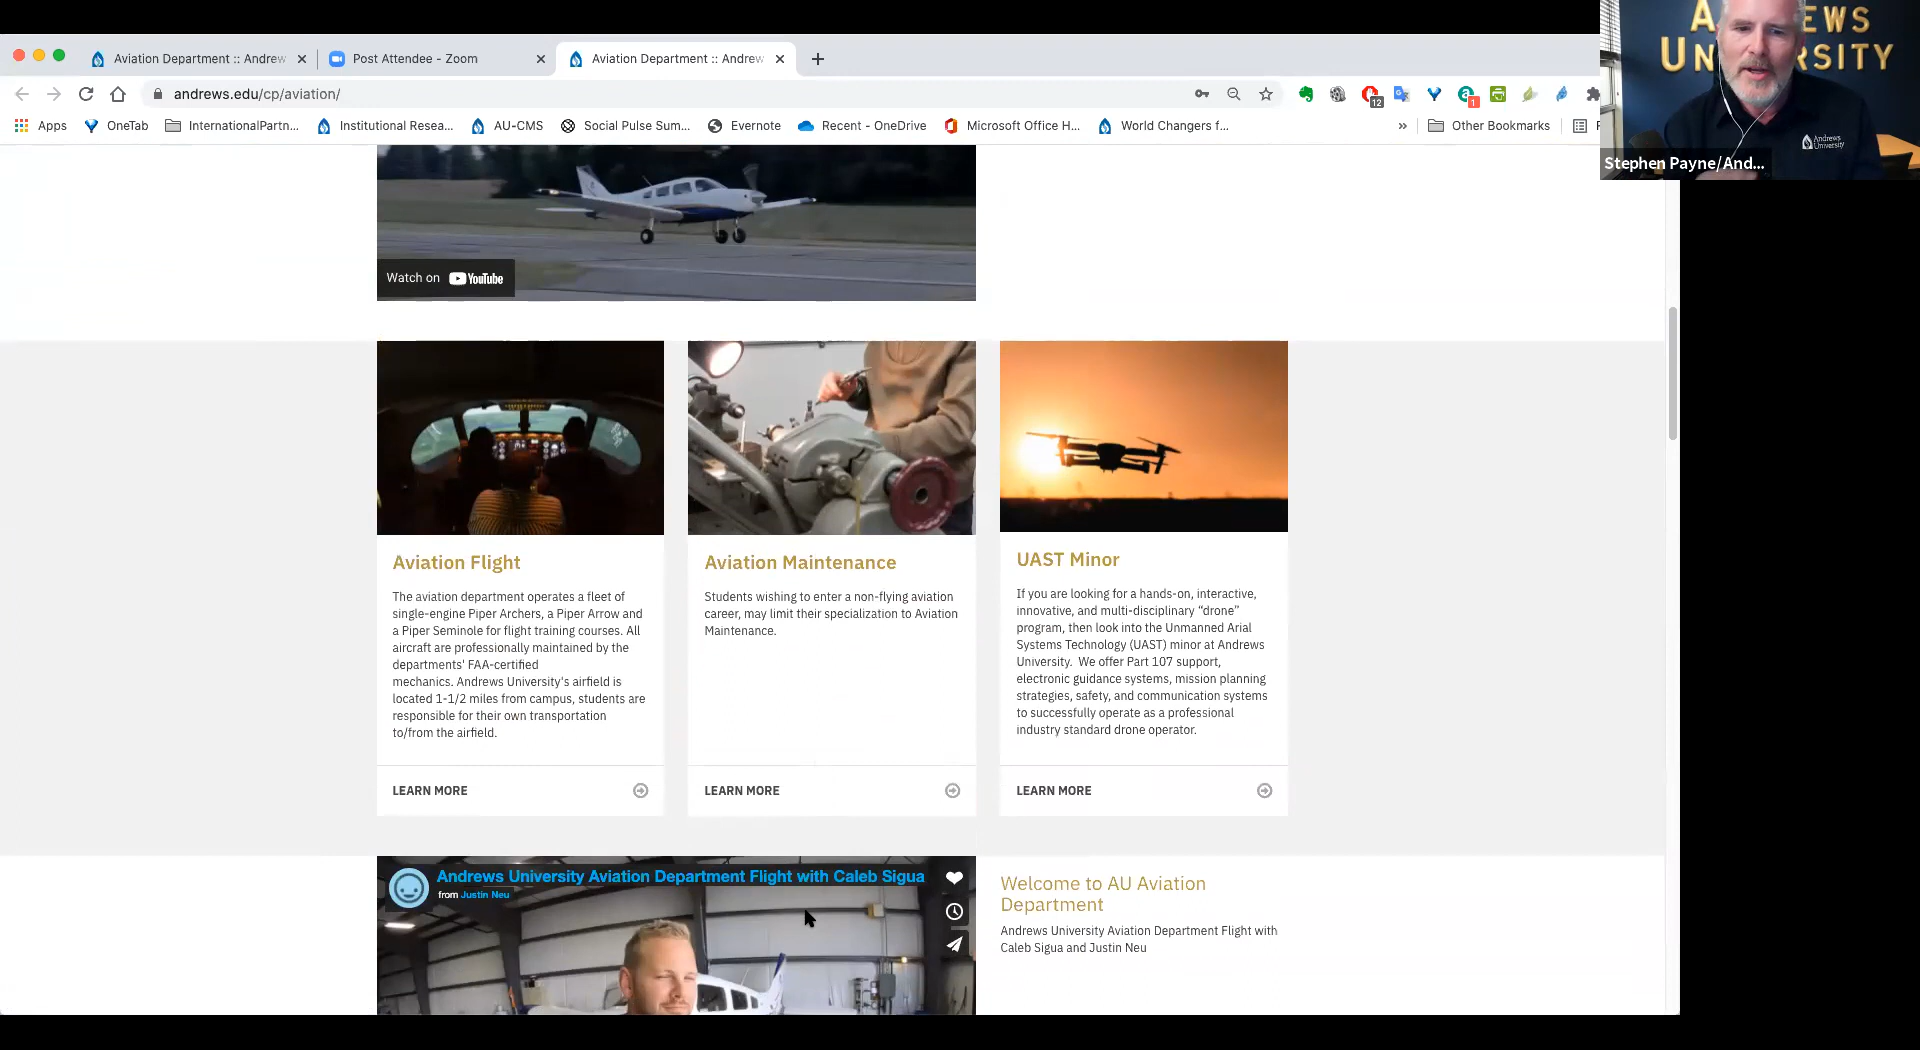 Aviation Department :: Andrew
Post Attendee - Zoom
Aviation Department :: Andrew
andrews.edu/cp/aviation/
12
1
Apps
OneTab
InternationalPartn...
Institutional Resea...
AU-CMS
Social Pulse Sum...
Evernote
Recent - OneDrive
Microsoft Office H...
World Changers f...
»
Other Bookmarks
UNIVERSITY
Andrews
University
Stephen Payne/And...
Watch on YouTube
Aviation Flight
The aviation department operates a fleet of
single-engine Piper Archers, a Piper Arrow and
a Piper Seminole for flight training courses. All
aircraft are professionally maintained by the
departments' FAA-certified
mechanics. Andrews University's airfield is
located 1-1/2 miles from campus, students are
responsible for their own transportation
to/from the airfield.
LEARN MORE
Aviation Maintenance
Students wishing to enter a non-flying aviation
career, may limit their specialization to Aviation
Maintenance.
LEARN MORE
UAST Minor
If you are looking for a hands-on, interactive,
innovative, and multi-disciplinary “drone”
program, then look into the Unmanned Arial
Systems Technology (UAST) minor at Andrews
University. We offer Part 107 support,
electronic guidance systems, mission planning
strategies, safety, and communication systems
to successfully operate as a professional
industry standard drone operator.
LEARN MORE
Andrews University Aviation Department Flight with Caleb Sigua
from Justin Neu
Welcome to AU Aviation
Department
Andrews University Aviation Department Flight with
Caleb Sigua and Justin Neu